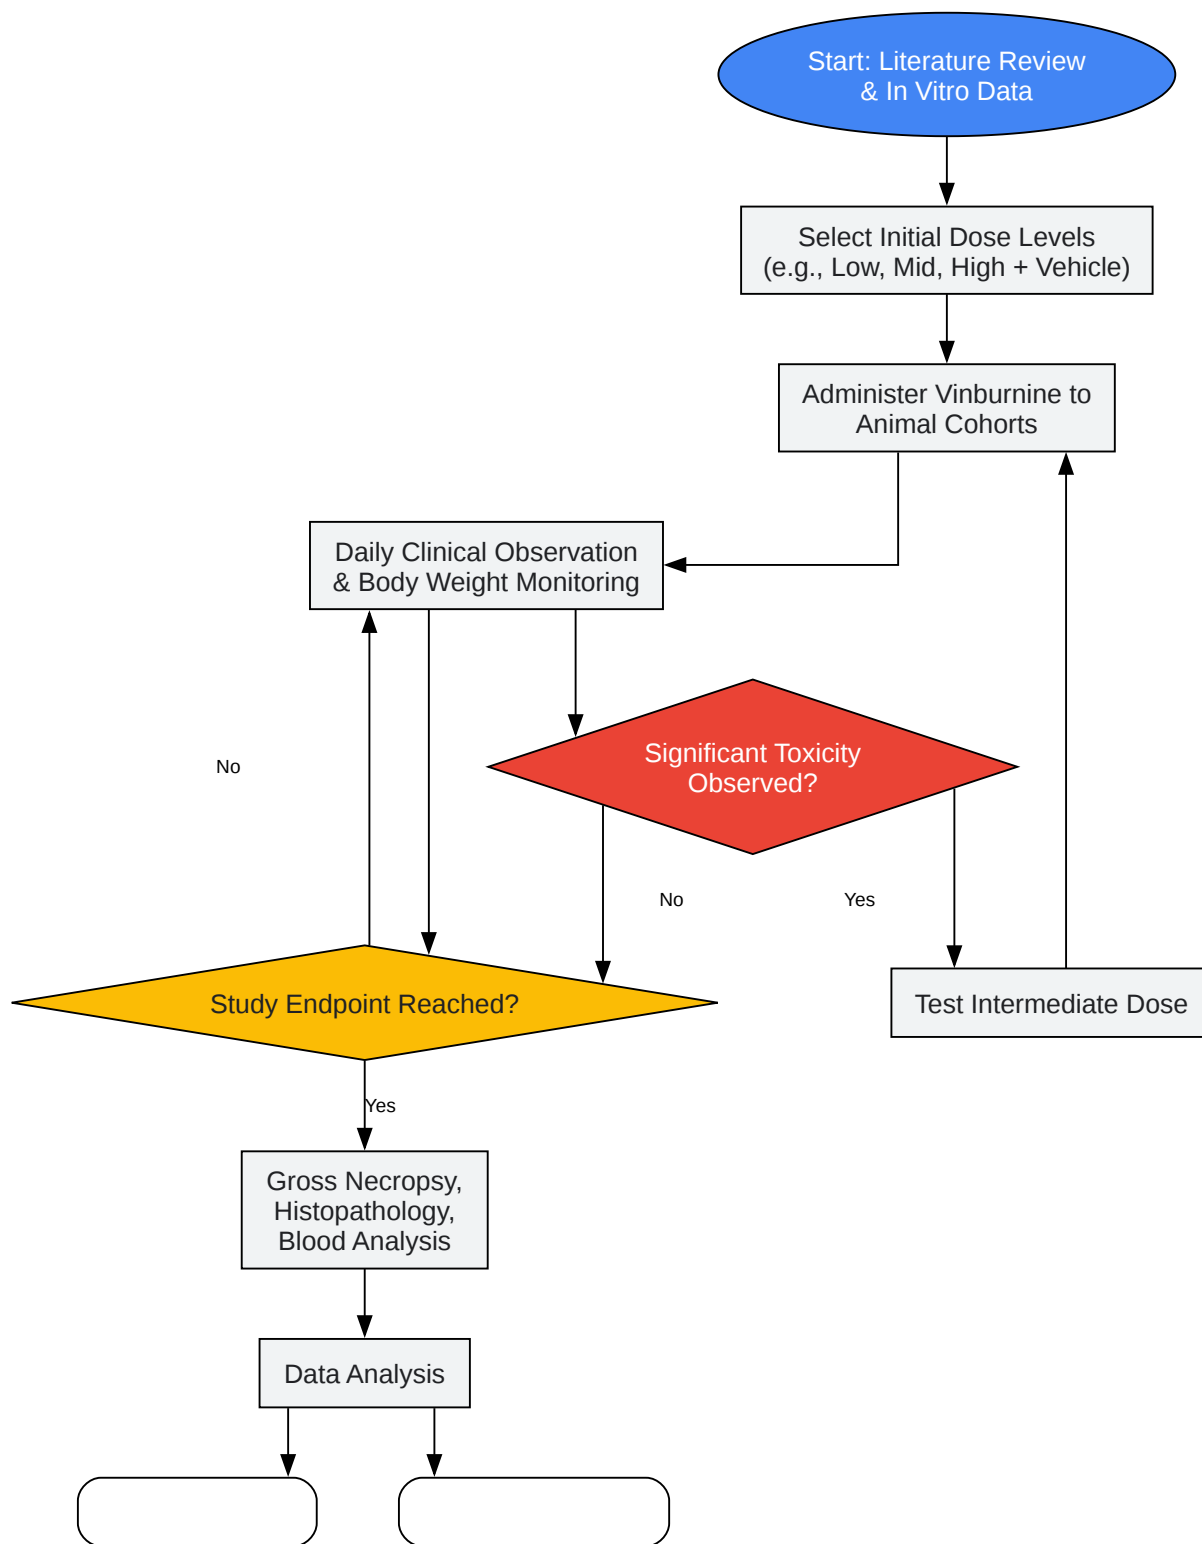 Start: Literature Review
& In Vitro Data
Select Initial Dose Levels
(e.g., Low, Mid, High + Vehicle)
Administer Vinburnine to
Animal Cohorts
Daily Clinical Observation
& Body Weight Monitoring
Significant Toxicity
Observed?
No
No
Yes
Study Endpoint Reached?
Test Intermediate Dose
Yes
Gross Necropsy,
Histopathology,
Blood Analysis
Data Analysis